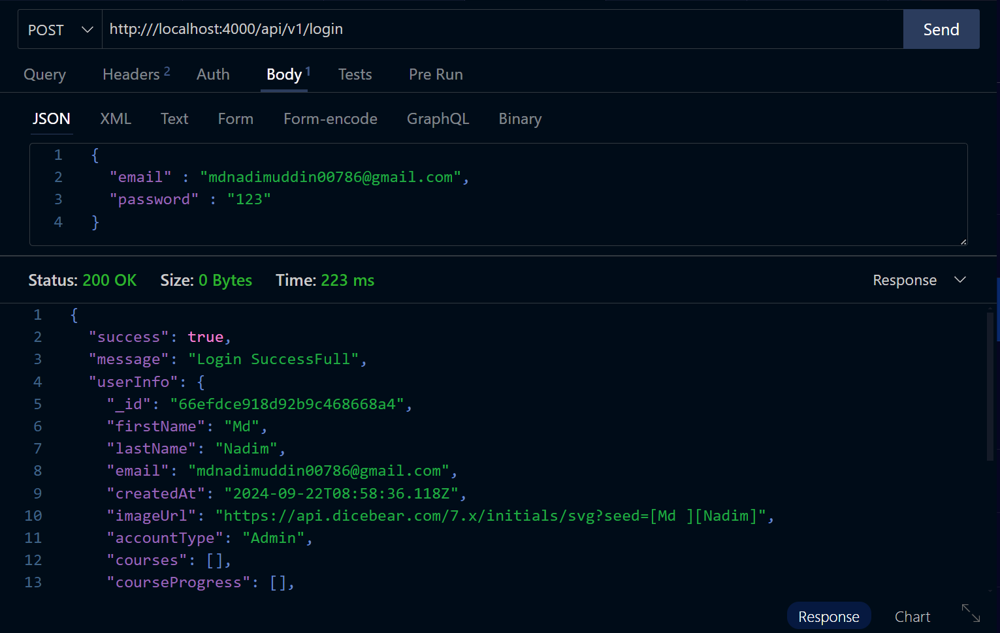 POST http:///localhost:4000/api/v1/login Send
Query Headers 2 Auth Body 1 Tests Pre Run
JSON XML Text Form Form-encode GraphQL Binary
1 {
2 "email" : "mdnadimuddin00786@gmail.com",
3 "password" : "123"
4 }
Status: 200 OK Size: 0 Bytes Time: 223 ms Response
1 {
2 "success": true,
3 "message": "Login SuccessFull",
4 "userInfo": {
5 "_id": "66efdce918d92b9c468668a4",
6 "firstName": "Md",
7 "lastName": "Nadim",
8 "email": "mdnadimuddin00786@gmail.com",
9 "createdAt": "2024-09-22T08:58:36.118Z",
10 "imageUrl": "https://api.dicebear.com/7.x/initials/svg?seed=[Md ][Nadim]",
11 "accountType": "Admin",
12 "courses": [],
13 "courseProgress": [],
Response Chart